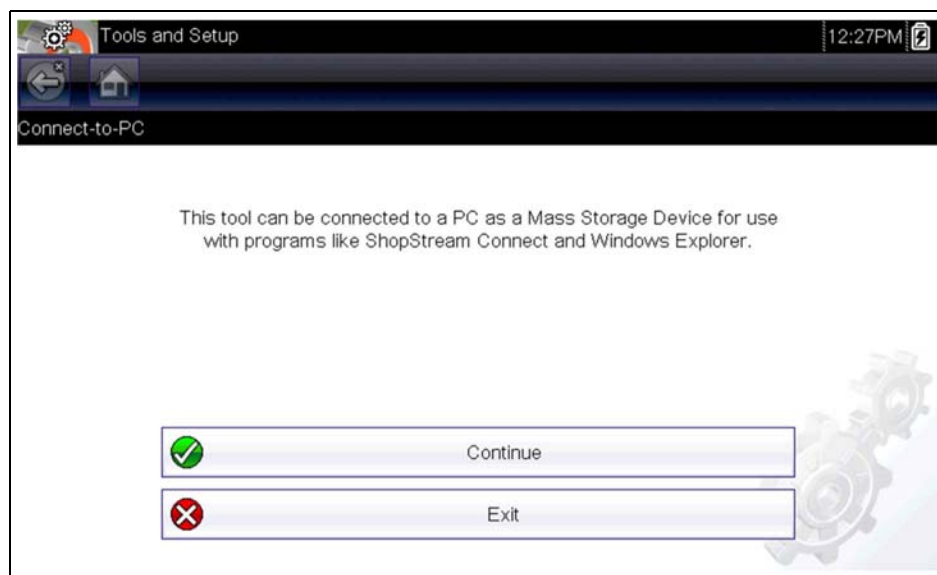 Tools and Setup
12:27PM
Connect-to-PC
This tool can be connected to a PC as a Mass Storage Device for use
with programs like ShopStream Connect and Windows Explorer.
Continue
Exit